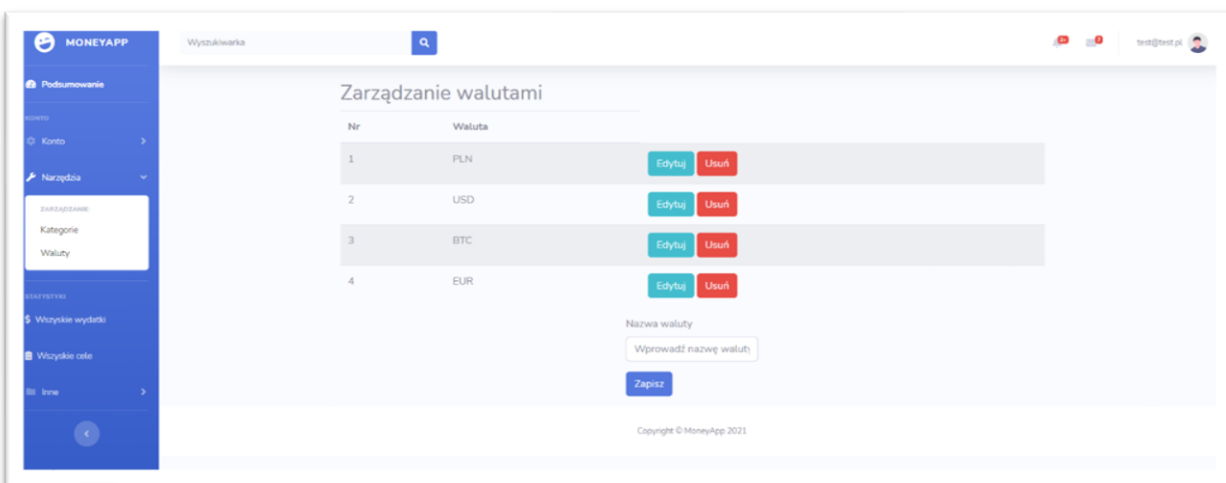 MONEYAPP
Wyszukiwarka
test@test.pl
Podsumowanie
KONTO
Konto
Narzędzia
ZARZĄDZANIE
Kategorie
Waluty
STATYSTYKI
$ Wszyskie wydatki
Wszyskie cele
Inne
Zarządzanie walutami
Nr Waluta
1 PLN Edytuj Usuń
2 USD Edytuj Usuń
3 BTC Edytuj Usuń
4 EUR Edytuj Usuń
Nazwa waluty
Wprowadź nazwę waluty
Zapisz
Copyright © MoneyApp 2021